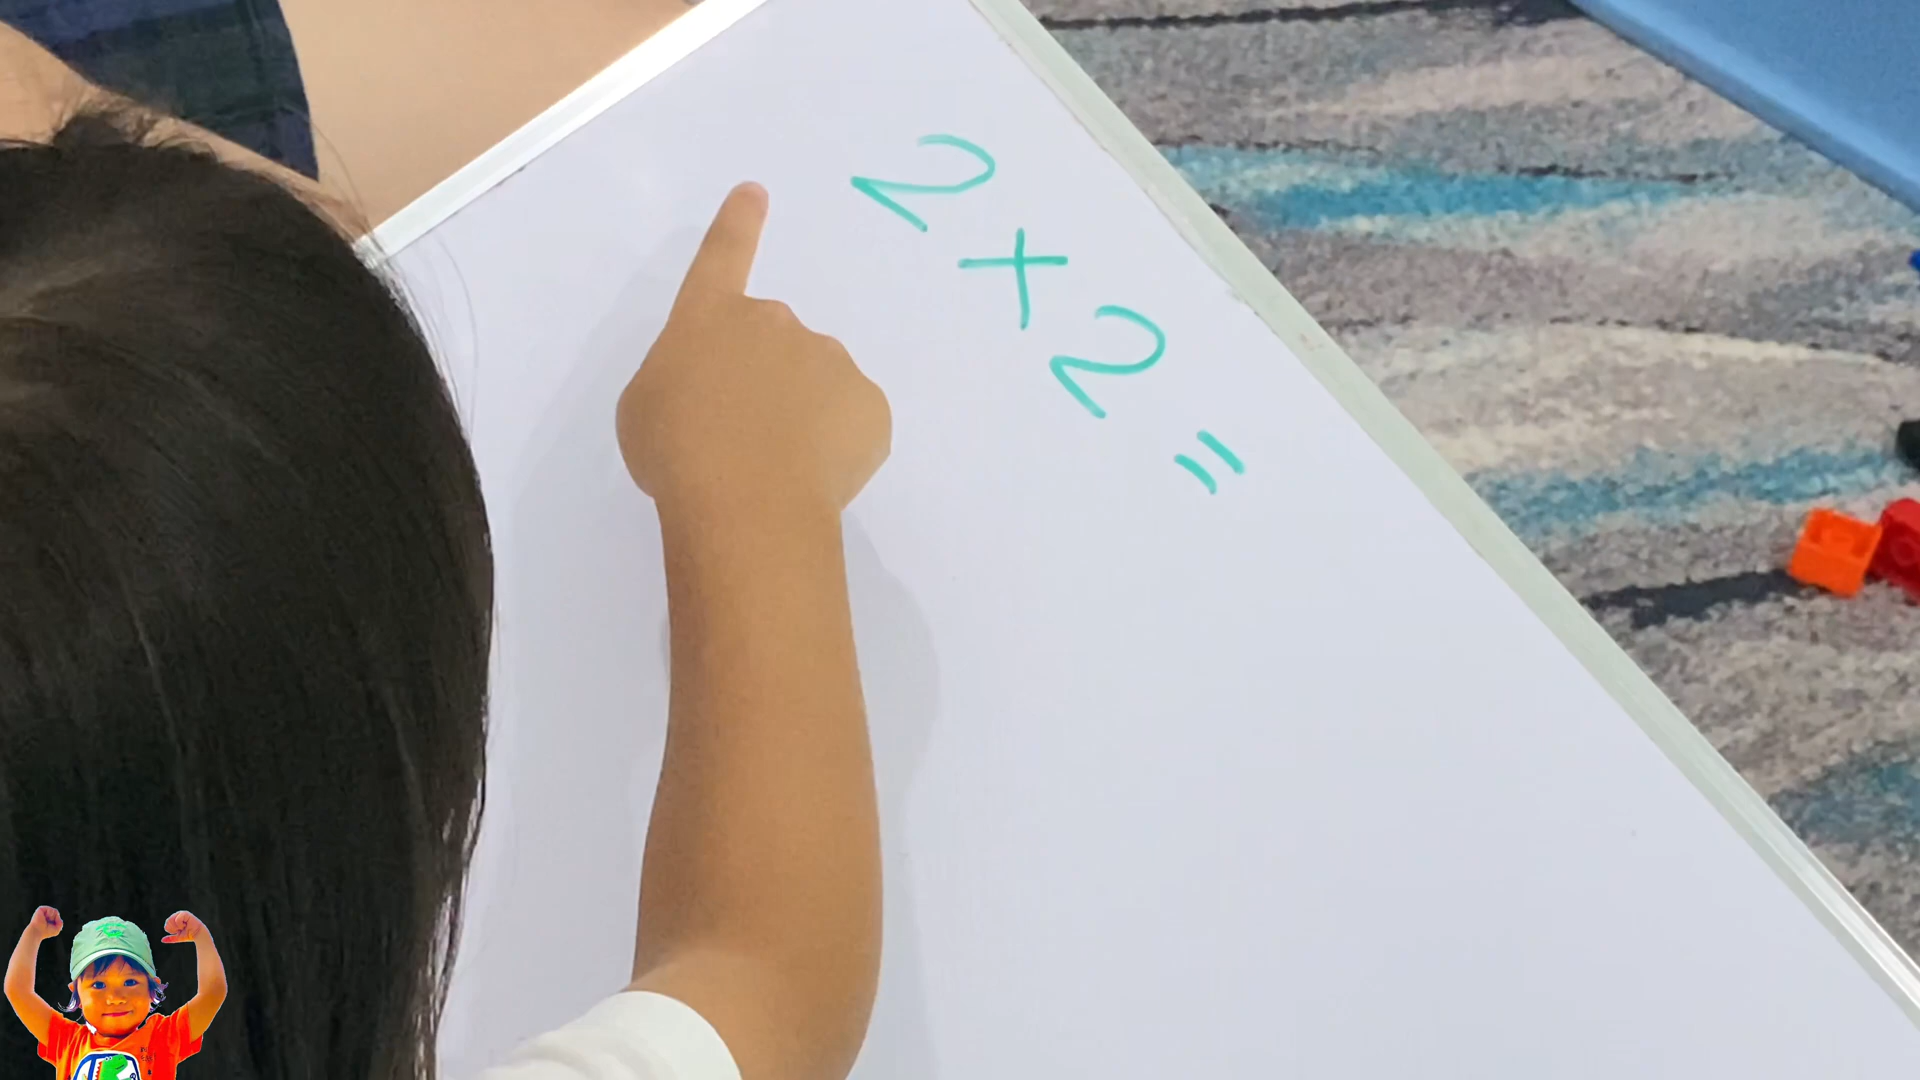 2 × 2 =